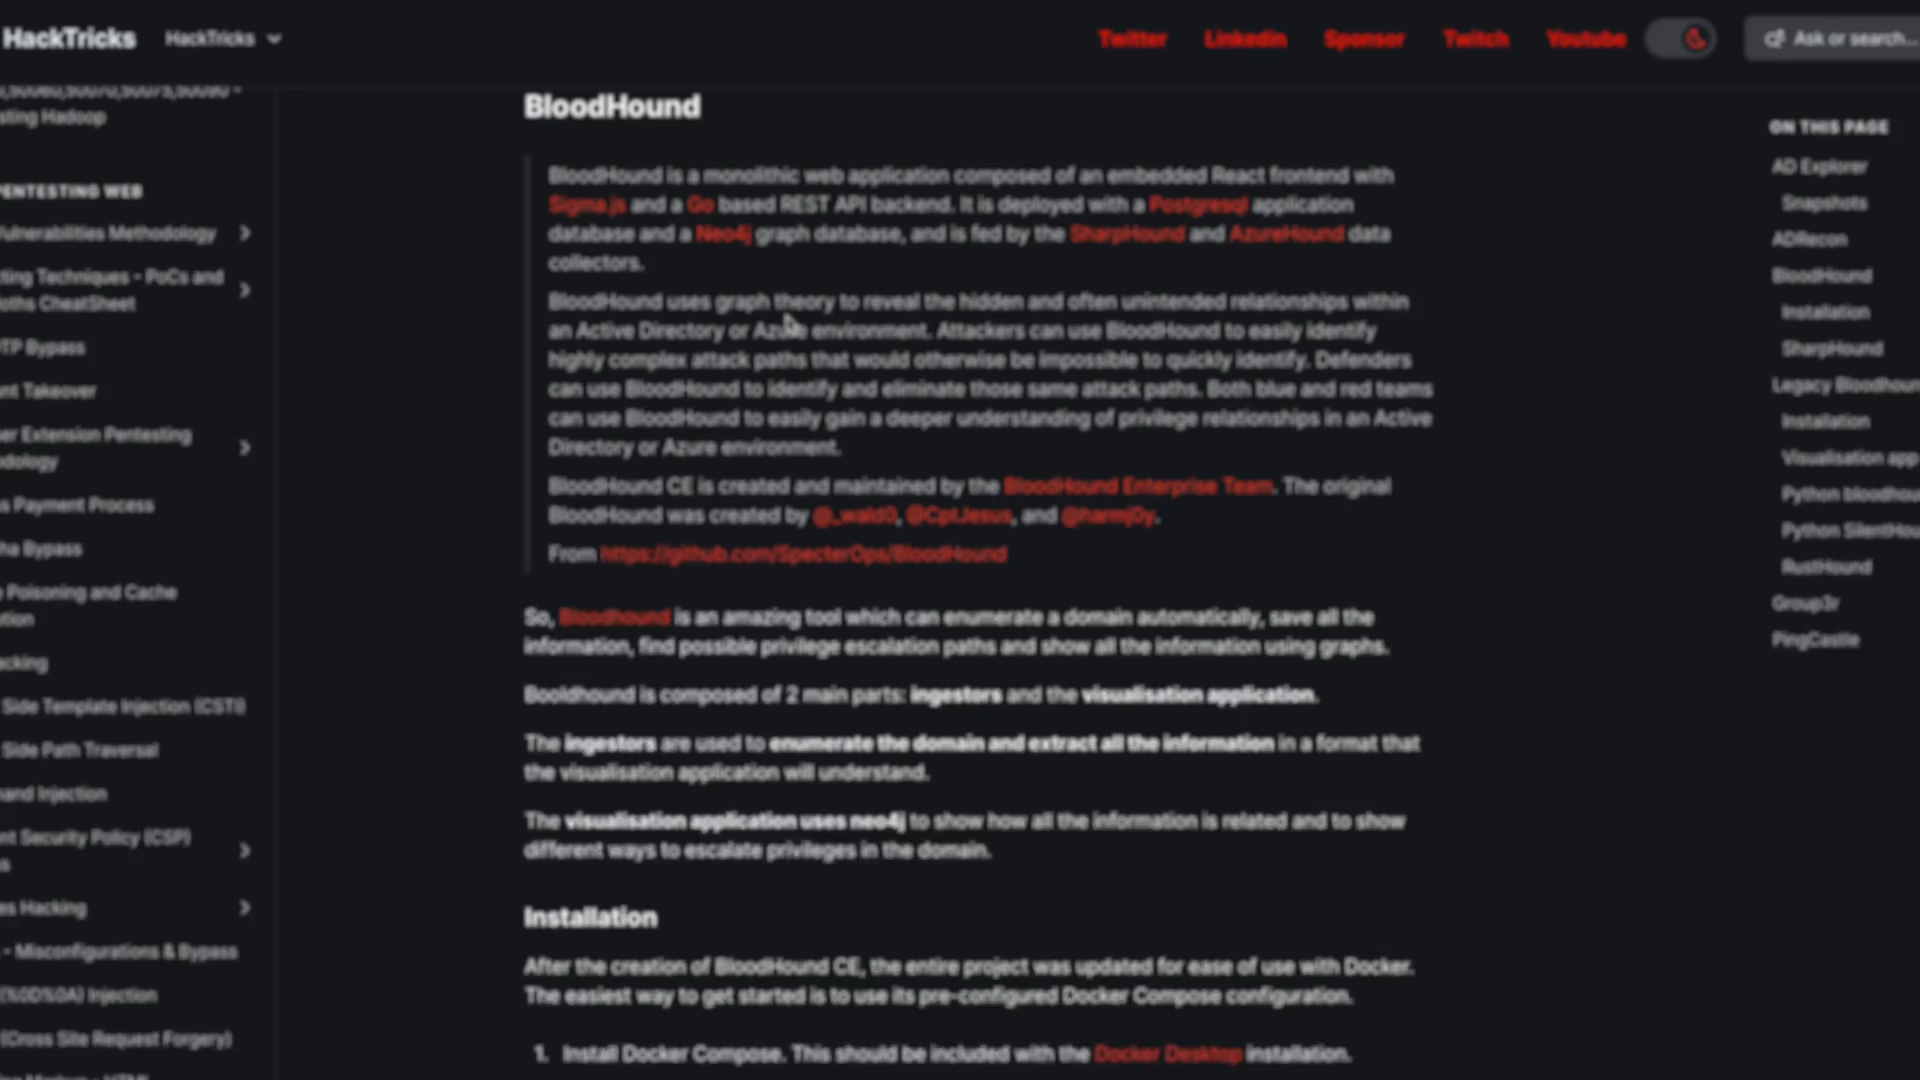 HackTricks
HackTricks
Twitter
Linkedin
Sponsor
Twitch
Youtube
Ask or search...
sting Hadoop
PENTESTING WEB
Vulnerabilities Methodology
cting Techniques - PoCs and
CheatSheet
Bypass
nt Takeover
er Extension Pentesting
dology
s Payment Process
ha Bypass
Poisoning and Cache
tion
acking
Side Template Injection (CSTI)
Side Path Traversal
and Injection
nt Security Policy (CSP)
es Hacking
- Misconfigurations & Bypass
(%0D%0A) Injection
(Cross Site Request Forgery)
BloodHound
BloodHound is a monolithic web application composed of an embedded React frontend with
Sigma.js and a Go based REST API backend. It is deployed with a Postgresql application
database and a Neo4j graph database, and is fed by the SharpHound and AzureHound data
collectors.
BloodHound uses graph theory to reveal the hidden and often unintended relationships within
an Active Directory or Azure environment. Attackers can use BloodHound to easily identify
highly complex attack paths that would otherwise be impossible to quickly identify. Defenders
can use BloodHound to identify and eliminate those same attack paths. Both blue and red teams
can use BloodHound to easily gain a deeper understanding of privilege relationships in an Active
Directory or Azure environment.
BloodHound CE is created and maintained by the BloodHound Enterprise Team. The original
BloodHound was created by @_wald0, @CptJesus, and @harmj0y.
From https://github.com/SpecterOps/BloodHound
So, Bloodhound is an amazing tool which can enumerate a domain automatically, save all the
information, find possible privilege escalation paths and show all the information using graphs.
Booldhound is composed of 2 main parts: ingestors and the visualisation application.
The ingestors are used to enumerate the domain and extract all the information in a format that
the visualisation application will understand.
The visualisation application uses neo4j to show how all the information is related and to show
different ways to escalate privileges in the domain.
Installation
After the creation of BloodHound CE, the entire project was updated for ease of use with Docker.
The easiest way to get started is to use its pre-configured Docker Compose configuration.
1. Install Docker Compose. This should be included with the Docker Desktop installation.
ON THIS PAGE
AD Explorer
Snapshots
ADRecon
BloodHound
Installation
SharpHound
Legacy Bloodhoun
Installation
Visualisation app
Python bloodhou
Python SilentHou
RustHound
Group3r
PingCastle